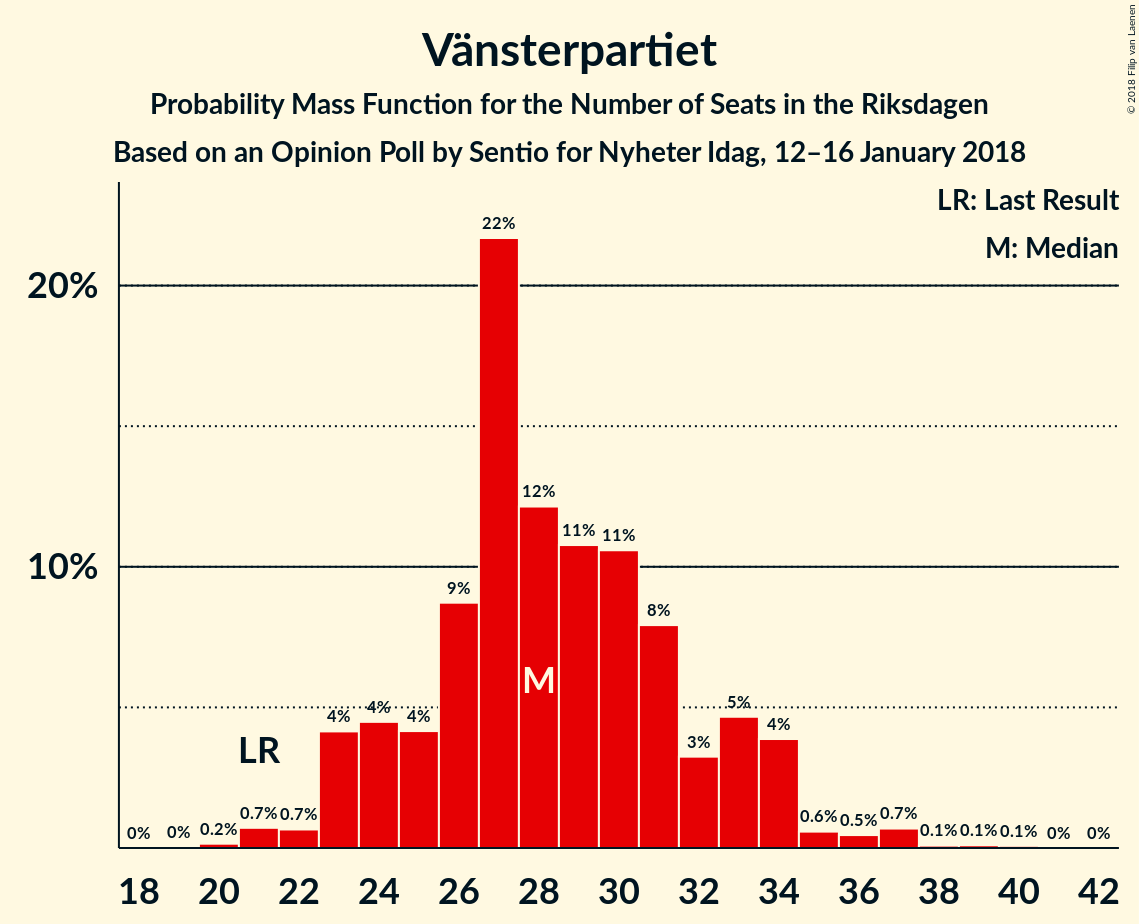 Vänsterpartiet
Probability Mass Function for the Number of Seats in the Riksdagen
Based on an Opinion Poll by Sentio for Nyheter Idag, 12–16 January 2018
© 2018 Filip van Laenen
LR: Last Result
M: Median
20%
10%
0% 0% 0.2% 0.7% 0.7% 4% 4% 4% 9% 22% 12% 11% 11% 8% 3% 5% 4% 0.6% 0.5% 0.7% 0.1% 0.1% 0.1% 0% 0%
LR
M
18 20 22 24 26 28 30 32 34 36 38 40 42